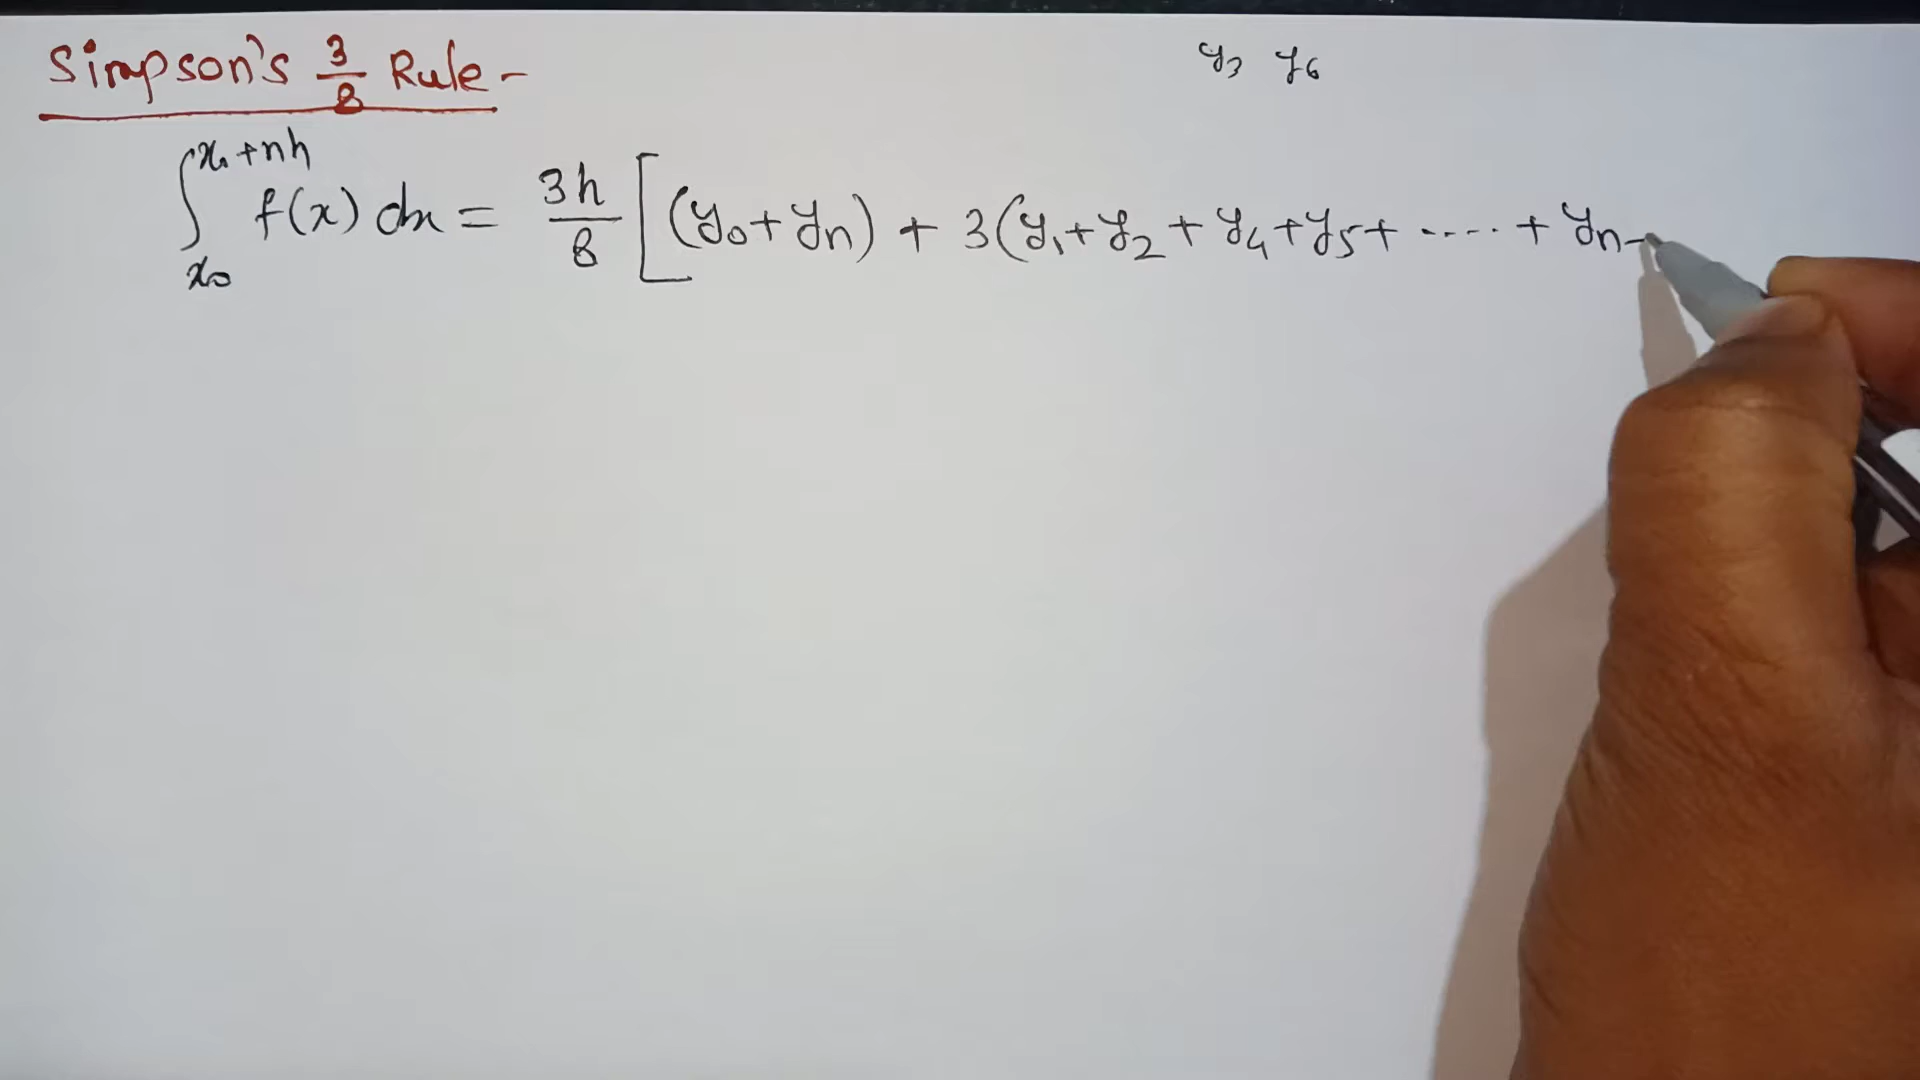 Simpson's 3/8 Rule -
y₃ y₆
∫_{x₀}^{x₀+nh} f(x) dx = 3h/8 [(y₀+yₙ) + 3(y₁+y₂+y₄+y₅+.....+yₙ-